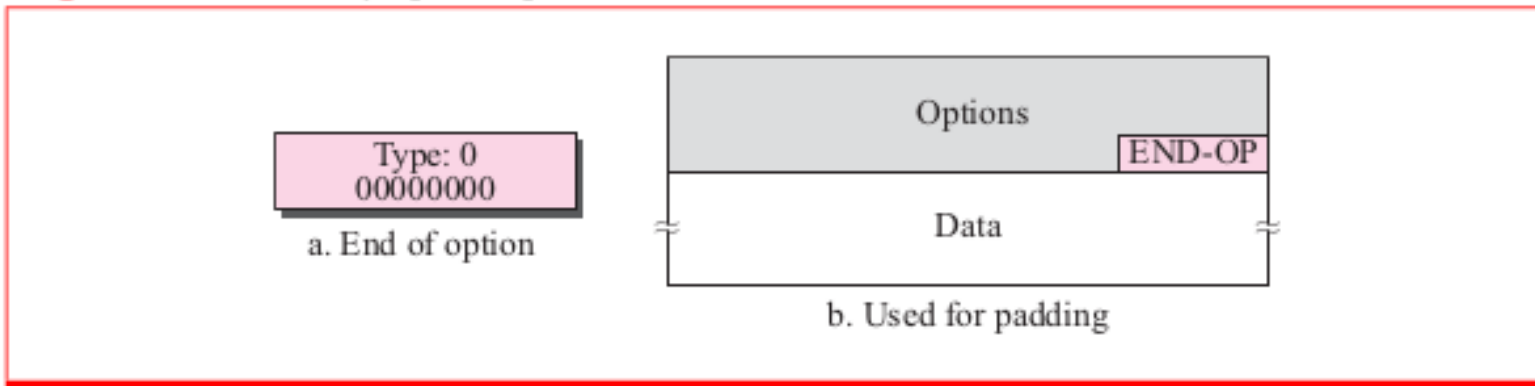 Type: 0
00000000
a. End of option
Options
END-OP
Data
b. Used for padding